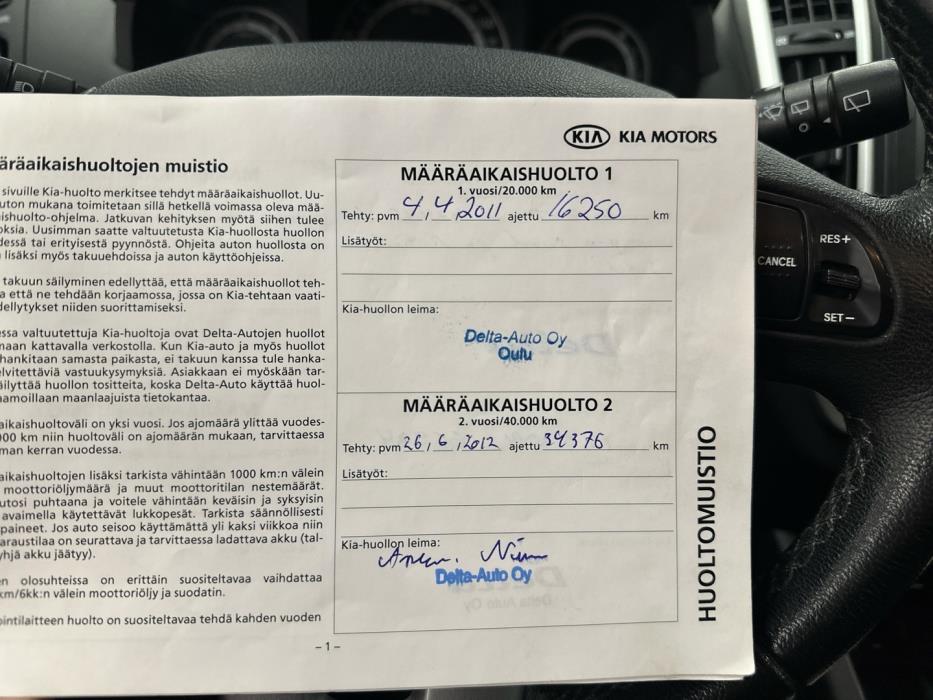 KIA KIA MOTORS
äräaikaishuoltojen muistio
sivuille Kia-huolto merkitsee tehdyt määräaikaishuollot. Uu-
uton mukana toimitetaan sillä hetkellä voimassa oleva mää-
ishuolto-ohjelma. Jatkuvan kehityksen myötä siihen tulee
oksia. Uusimman saatte valtuutetusta Kia-huollosta huollon
dessä tai erityisestä pyynnöstä. Ohjeita auton huollosta on
lisäksi myös takuuehdoissa ja auton käyttöohjeissa.
takuun säilyminen edellyttää, että määräaikaishuollot teh-
a että ne tehdään korjaamossa, jossa on Kia-tehtaan vaati-
dellytykset niiden suorittamiseksi.
ssa valtuutettuja Kia-huoltoja ovat Delta-Autojen huollot
maan kattavalla verkostolla. Kun Kia-auto ja myös huollot
hankitaan samasta paikasta, ei takuun kanssa tule hanka-
elvitettäviä vastuukysymyksiä. Asiakkaan ei myöskään tar-
äilyttää huollon tositteita, koska Delta-Auto käyttää huol-
aamoillaan maanlaajuista tietokantaa.
aikaishuoltoväli on yksi vuosi. Jos ajomäärä ylittää vuodes-
000 km niin huoltoväli on ajomäärän mukaan, tarvittaessa
man kerran vuodessa.
aikaishuoltojen lisäksi tarkista vähintään 1000 km:n välein
moottoriöljymäärä ja muut moottoritilan nestemäärät.
utosi puhtaana ja voitele vähintään keväisin ja syksyisin
avaimella käytettävät lukkopesät. Tarkista säännöllisesti
paineet. Jos auto seisoo käyttämättä yli kaksi viikkoa niin
araustilaa on seurattava ja tarvittaessa ladattava akku (tal-
yhjä akku jäätyy).
n olosuhteissa on erittäin suositeltavaa vaihdattaa
km/6kk:n välein moottoriöljy ja suodatin.
ointilaitteen huolto on suositeltavaa tehdä kahden vuoden
MÄÄRÄAIKAISHUOLTO 1
1. vuosi/20.000 km
Tehty: pvm 4,4,2011 ajettu 16250 km
Lisätyöt:
Kia-huollon leima:
Delta-Auto Oy
Oulu
MÄÄRÄAIKAISHUOLTO 2
2. vuosi/40.000 km
Tehty: pvm 26,6,2012 ajettu 34376 km
Lisätyöt:
Kia-huollon leima:
Delta-Auto Oy
HUOLTOMUISTIO
– 1 –
RES+
CANCEL
SET–